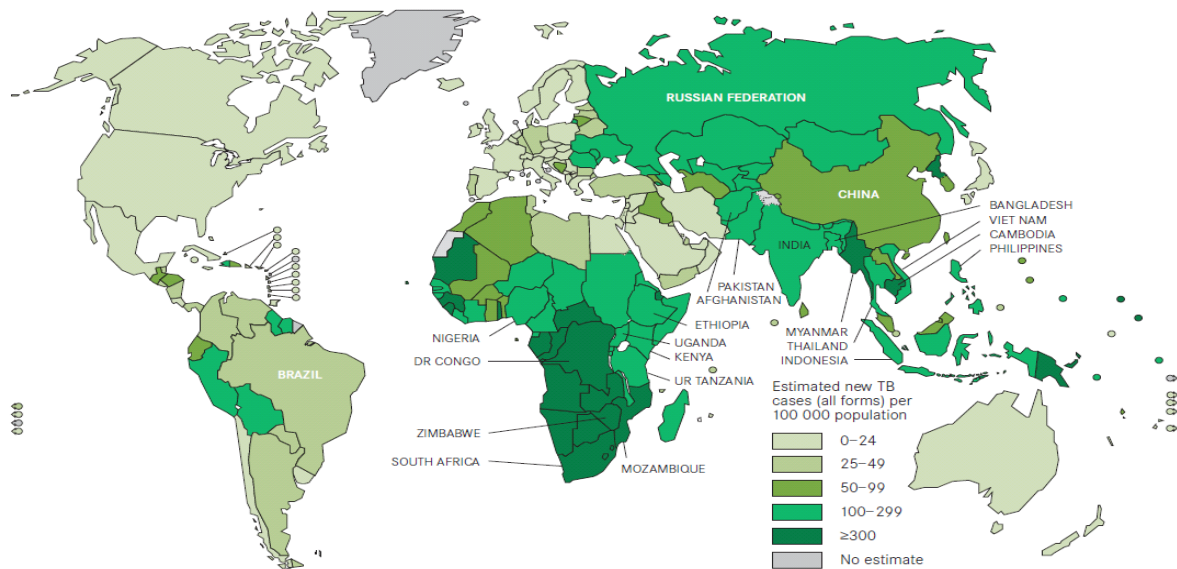 RUSSIAN FEDERATION
CHINA
INDIA
BANGLADESH
VIET NAM
CAMBODIA
PHILIPPINES
PAKISTAN
AFGHANISTAN
MYANMAR
THAILAND
INDONESIA
NIGERIA
DR CONGO
ETHIOPIA
UGANDA
KENYA
UR TANZANIA
BRAZIL
ZIMBABWE
SOUTH AFRICA
MOZAMBIQUE
Estimated new TB
cases (all forms) per
100 000 population
0–24
25–49
50–99
100–299
≥300
No estimate